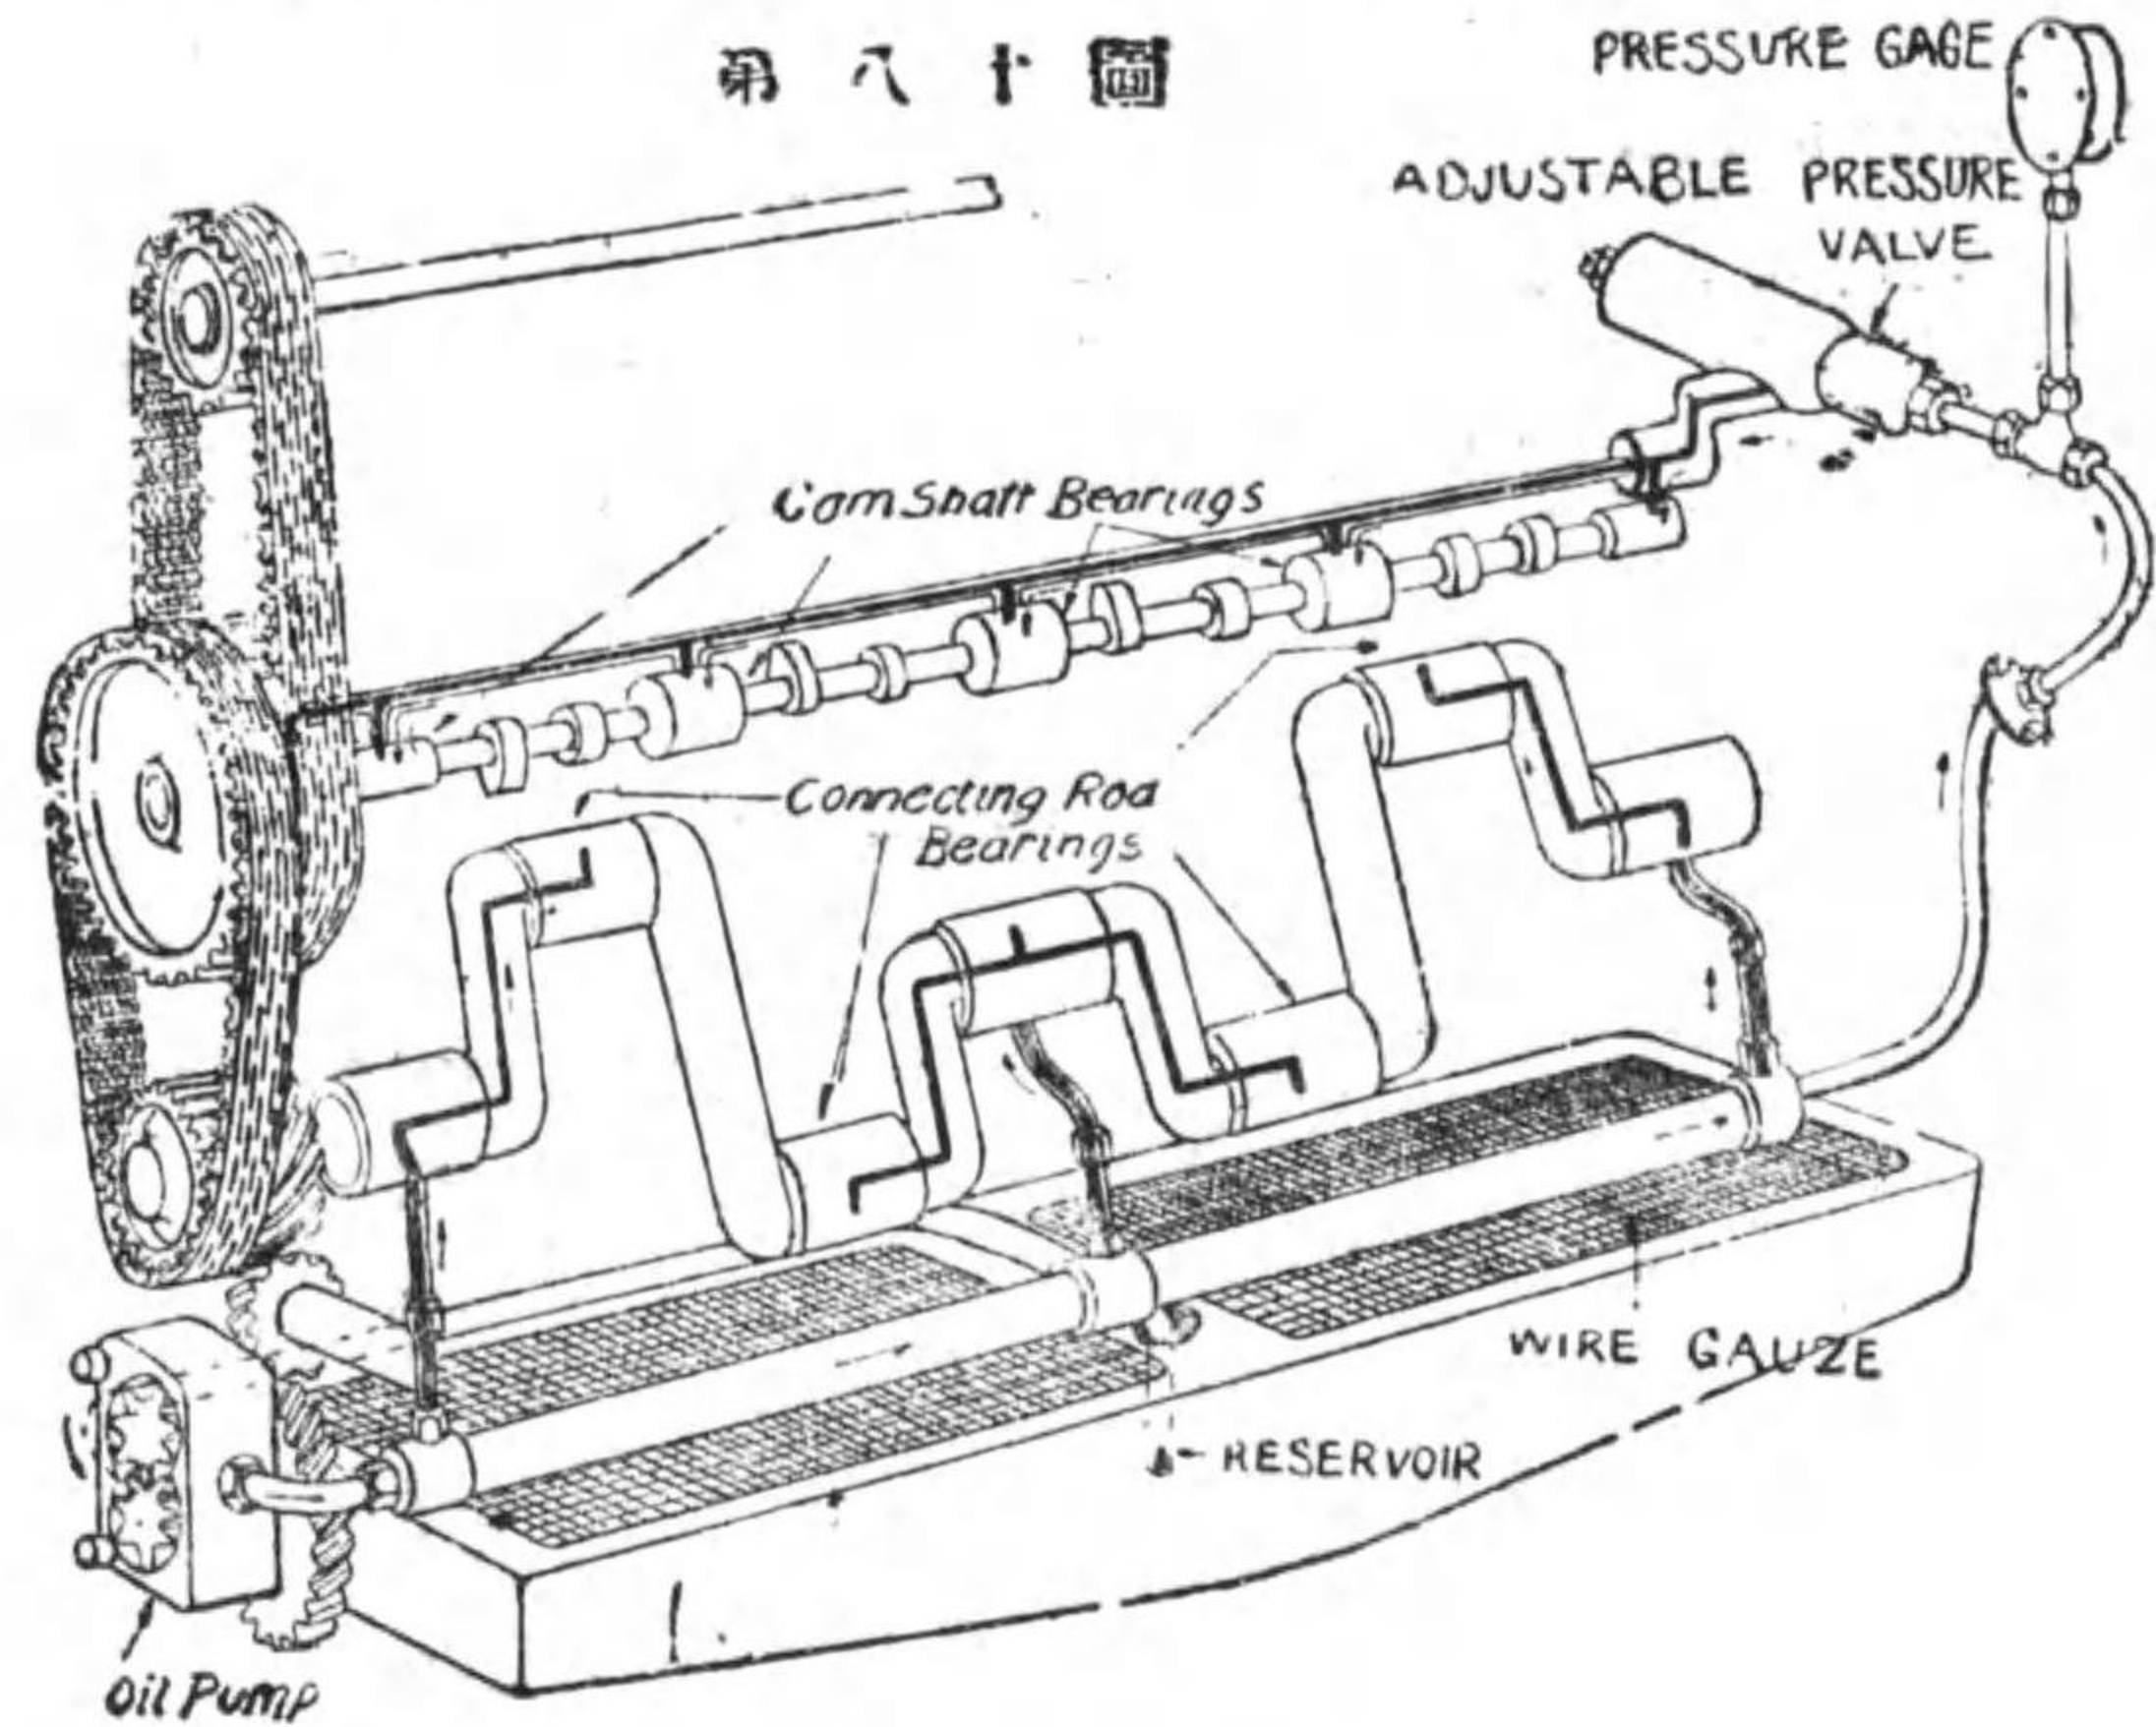 第八十圖
PRESSURE GAGE
ADJUSTABLE PRESSURE
VALVE
Cam Shaft Bearings
Connecting Rod
Bearings
WIRE GAUZE
RESERVOIR
Oil Pump